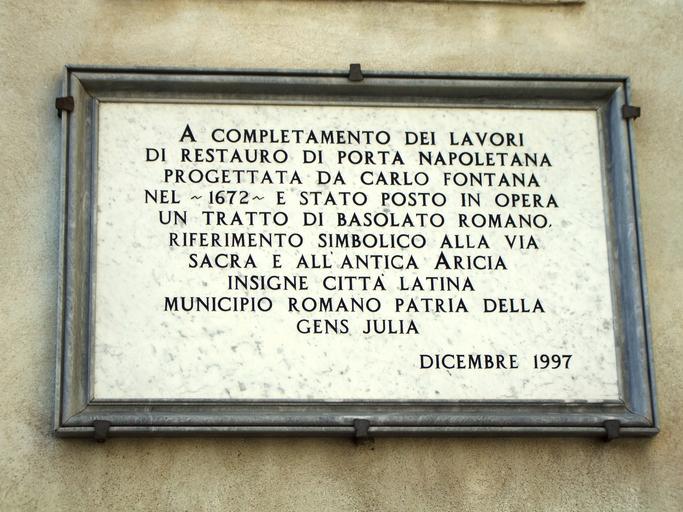 A COMPLETAMENTO DEI LAVORI
DI RESTAURO DI PORTA NAPOLETANA
PROGETTATA DA CARLO FONTANA
NEL ~1672~ E STATO POSTO IN OPERA
UN TRATTO DI BASOLATO ROMANO,
RIFERIMENTO SIMBOLICO ALLA VIA
SACRA E ALL'ANTICA ARICIA
INSIGNE CITTÀ LATINA
MUNICIPIO ROMANO PATRIA DELLA
GENS JULIA
DICEMBRE 1997